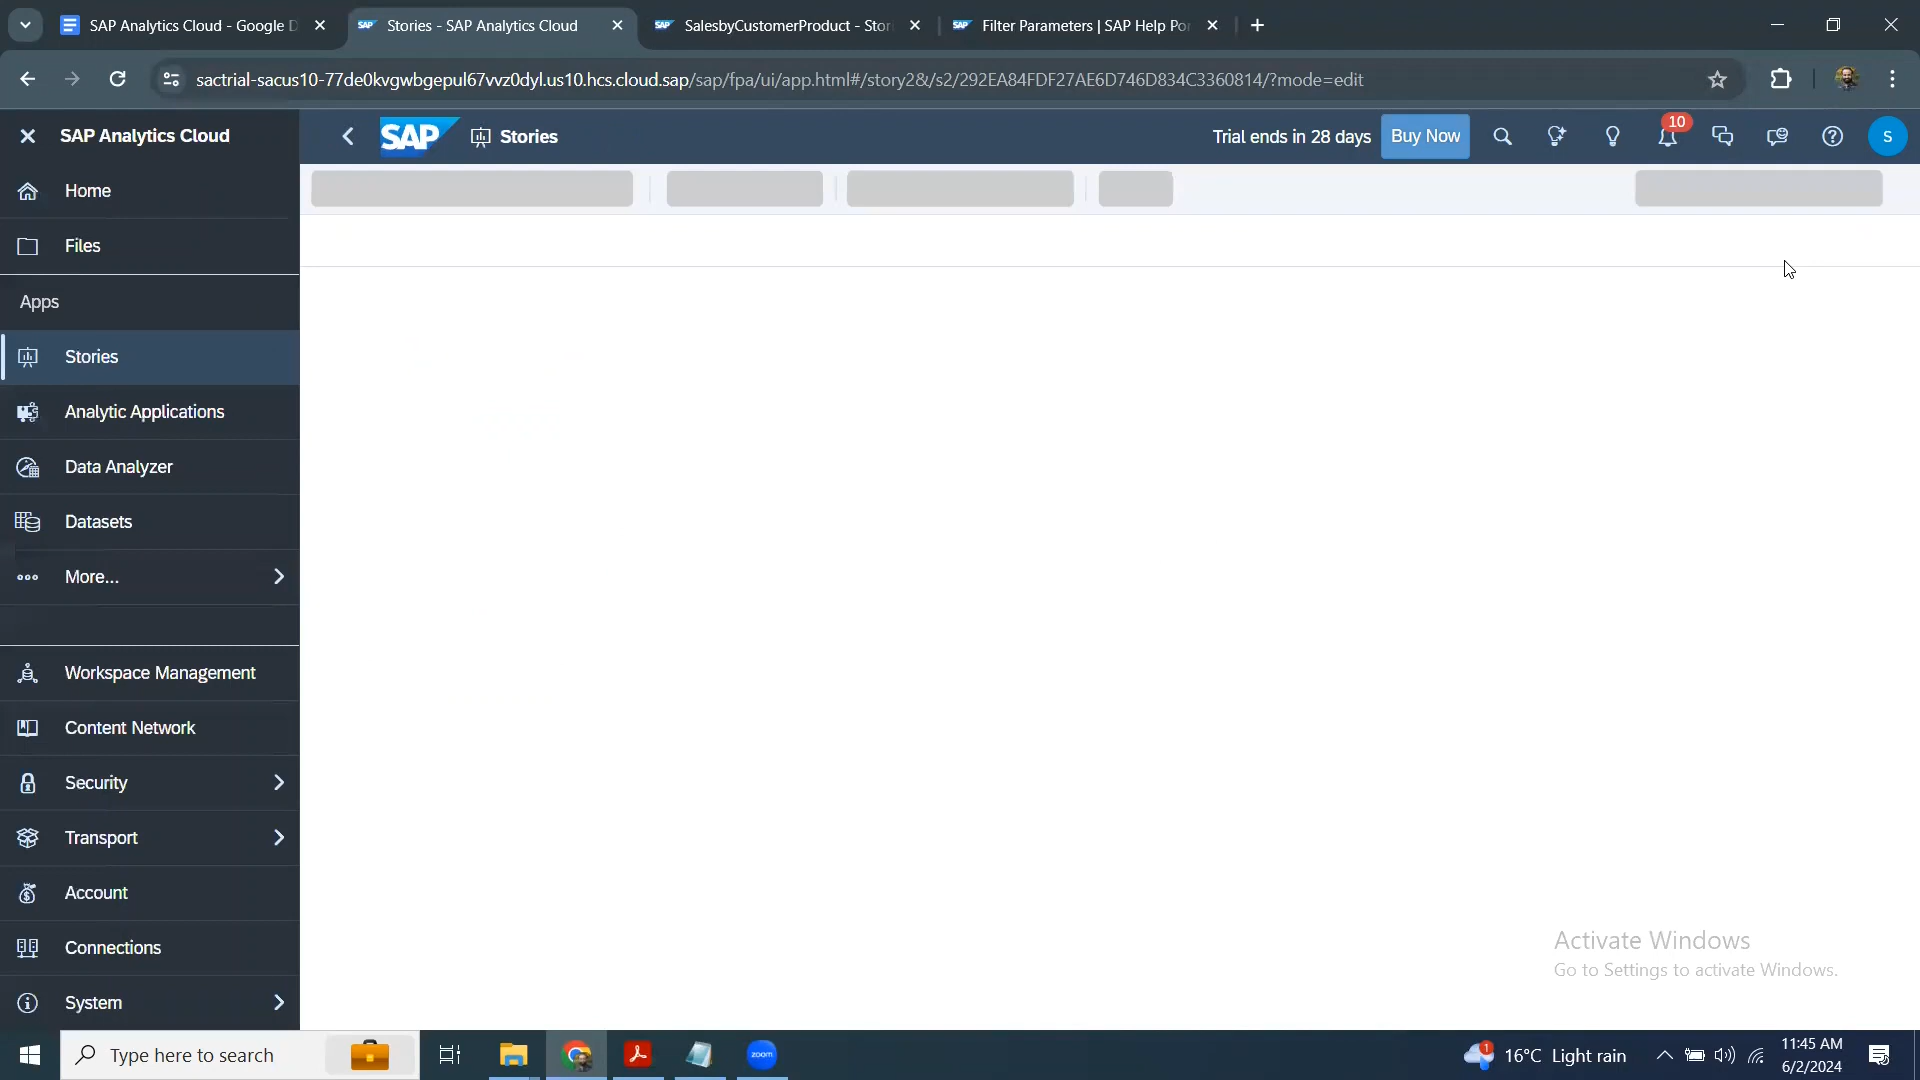 SAP Analytics Cloud - Google D
Stories - SAP Analytics Cloud
SalesbyCustomerProduct - Stor
Filter Parameters | SAP Help Por
sactrial-sacus10-77de0kvgwbgepul67vvz0dyl.us10.hcs.cloud.sap/sap/fpa/ui/app.html#/story2&/s2/292EA84FDF27AE6D746D834C3360814/?mode=edit
SAP Analytics Cloud
SAP
Stories
Trial ends in 28 days
Buy Now
10
S
Home
Files
Apps
Stories
Analytic Applications
Data Analyzer
Datasets
More...
Workspace Management
Content Network
Security
Transport
Account
Connections
System
Activate Windows
Go to Settings to activate Windows.
Type here to search
zoom
1
16°C Light rain
11:45 AM
6/2/2024